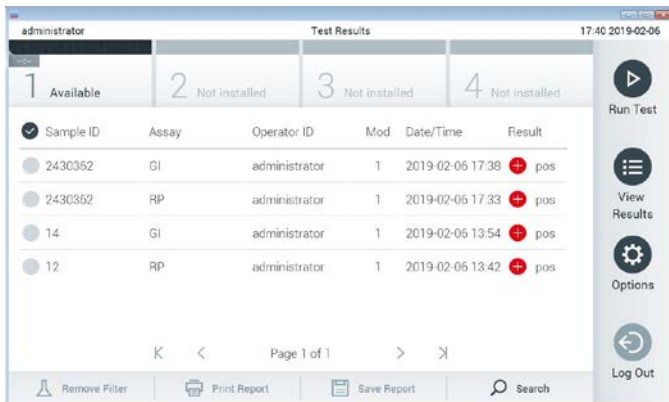 administrator Test Results 17:40 2019-02-06
1 Available 2 Not installed 3 Not installed 4 Not installed
Run Test
Sample ID Assay Operator ID Mod Date/Time Result
2430362 GI administrator 1 2019-02-06 17:38 pos
2430362 RP administrator 1 2019-02-06 17.33 pos
View
Results
14 GI administrator 1 2019-02-06 13:54 pos
12 RP administrator 1 2019-02-06 13:42 pos
Options
Page 1 of 1
Log Out
Remove Filter Print Report Save Report Search